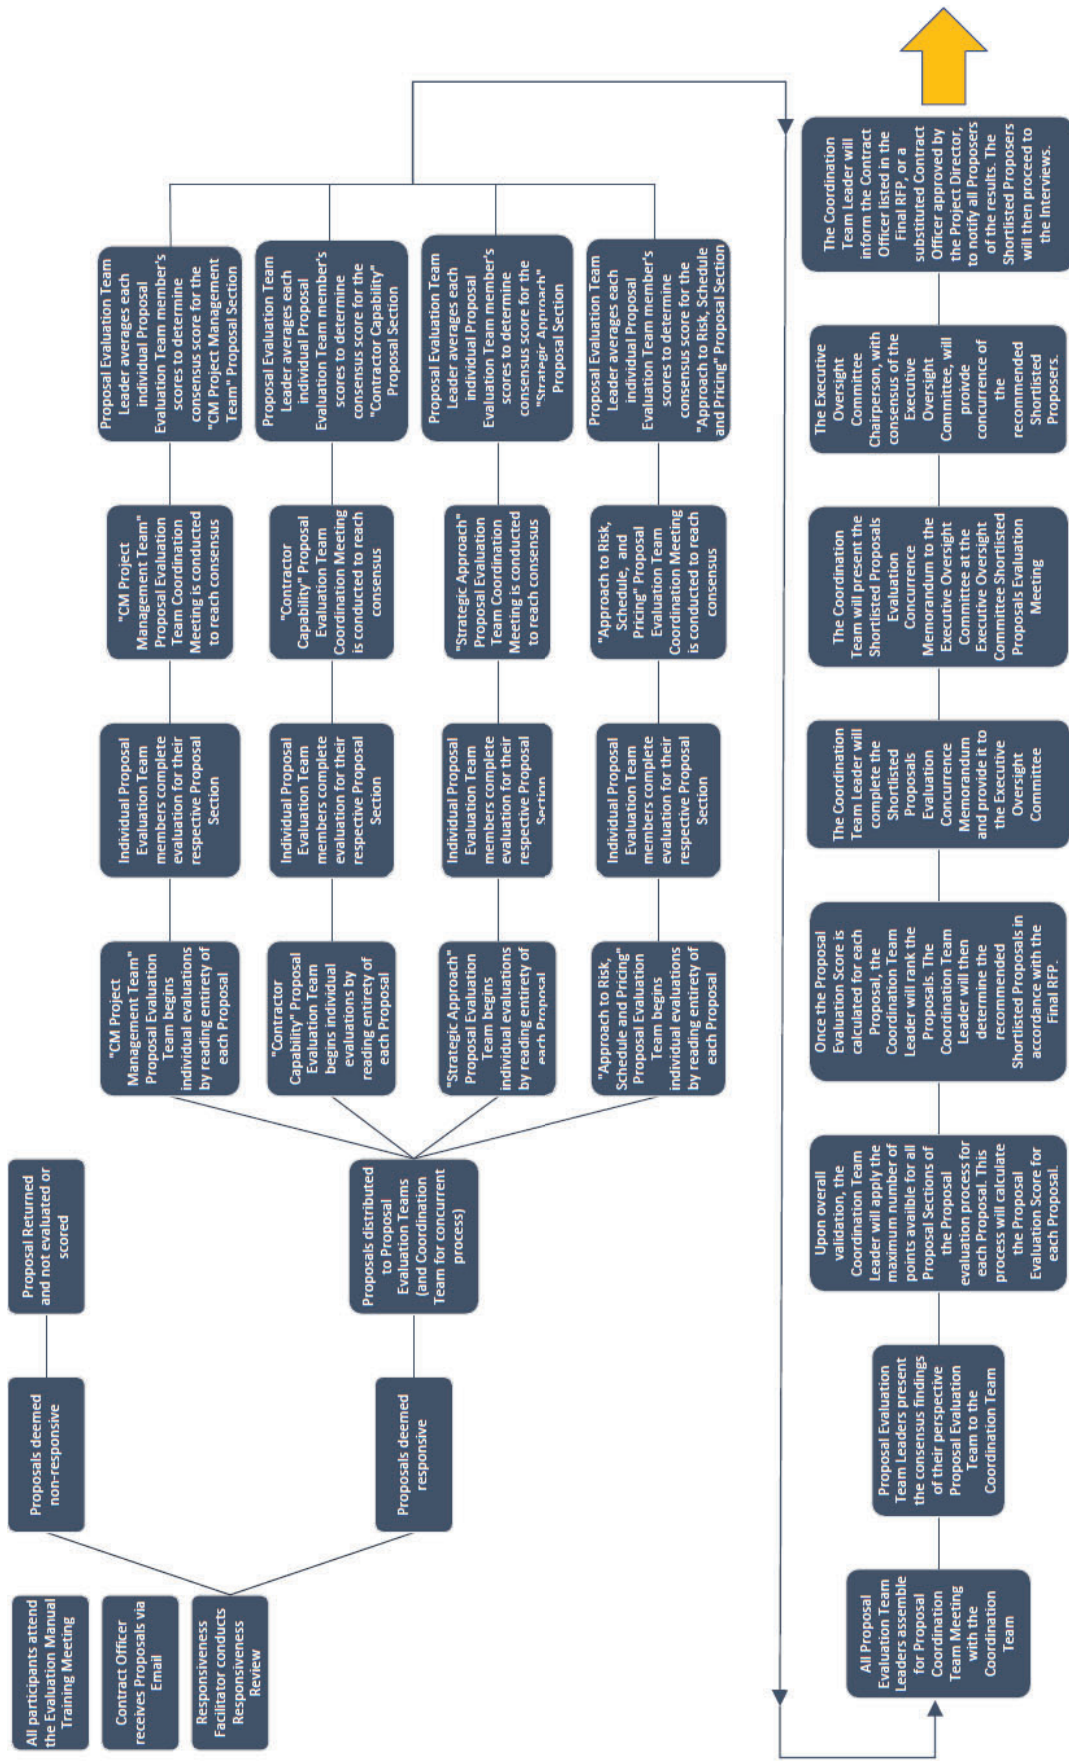 All participants attend
the Evaluation Manual
Training Meeting
Contract Officer
receives Proposals via
Email
Responsiveness
Facilitator conducts
Responsiveness
Review
Proposals deemed
non-responsive
Proposal Returned
and not evaluated or
scored
Proposals deemed
responsive
Proposals distributed
to Proposal
Evaluation Teams
(and Coordination
Team for concurrent
process)
"CM Project
Management Team"
Proposal Evaluation
Team begins
individual evaluations
by reading entirety of
each Proposal
Individual Proposal
Evaluation Team
members complete
evaluation for their
respective Proposal
Section
"CM Project
Management Team"
Proposal Evaluation
Team Coordination
Meeting is conducted
to reach consensus
Proposal Evaluation Team
Leader averages each
individual Proposal
Evaluation Team member's
scores to determine
consensus score for the
"CM Project Management
Team" Proposal Section
"Contractor
Capability" Proposal
Evaluation Team
begins individual
evaluations by
reading entirety of
each Proposal
Individual Proposal
Evaluation Team
members complete
evaluation for their
respective Proposal
Section
"Contractor
Capability" Proposal
Evaluation Team
Coordination Meeting
is conducted to reach
consensus
Proposal Evaluation Team
Leader averages each
individual Proposal
Evaluation Team member's
scores to determine
consensus score for the
"Contractor Capability"
Proposal Section
"Strategic Approach"
Proposal Evaluation
Team begins
individual evaluations
by reading entirety of
each Proposal
Individual Proposal
Evaluation Team
members complete
evaluation for their
respective Proposal
Section
"Strategic Approach"
Proposal Evaluation
Team Coordination
Meeting is conducted
to reach consensus
Proposal Evaluation Team
Leader averages each
individual Proposal
Evaluation Team member's
scores to determine
consensus score for the
"Strategic Approach"
Proposal Section
"Approach to Risk,
Schedule and Pricing"
Proposal Evaluation
Team begins
individual evaluations
by reading entirety of
each Proposal
Individual Proposal
Evaluation Team
members complete
evaluation for their
respective Proposal
Section
"Approach to Risk,
Schedule, and
Pricing" Proposal
Evaluation Team
Coordination Meeting
is conducted to reach
consensus
Proposal Evaluation Team
Leader averages each
individual Proposal
Evaluation Team member's
scores to determine
consensus score for the
"Approach to Risk, Schedule
and Pricing" Proposal Section
All Proposal
Evaluation Team
Leaders assemble
for Proposal
Coordination
Team Meeting
with the
Coordination
Team
Proposal Evaluation
Team Leaders present
the consensus findings
of their perspective
Proposal Evaluation
Team to the
Coordination Team
Upon overall
validation, the
Coordination Team
Leader will apply the
maximum number of
points availble for all
Proposal Sections of
the Proposal
evaluation process for
each Proposal. This
process will calculate
the Proposal
Evaluation Score for
each Proposal.
Once the Proposal
Evaluation Score is
calculated for each
Proposal, the
Coordination Team
Leader will rank the
Proposals. The
Coordination Team
Leader will then
determine the
recommended
Shortlisted Proposals in
accordance with the
Final RFP.
The Coordination
Team Leader will
complete the
Shortlisted
Proposals
Evaluation
Concurrence
Memorandum
and provide it to
the Executive
Oversight
Committee
The Coordination
Team will present the
Shortlisted Proposals
Evaluation
Concurrence
Memorandum to the
Executive Oversight
Committee at the
Executive Oversight
Committee Shortlisted
Proposals Evaluation
Meeting
The Executive
Oversight
Committee
Chairperson, with
consensus of the
Executive
Oversight
Committee, will
provide
concurrence of
the
recommended
Shortlisted
Proposers.
The Coordination
Team Leader will
inform the Contract
Officer listed in the
Final RFP, or a
substituted Contract
Officer approved by
the Project Director,
to notify all Proposers
of the results. The
Shortlisted Proposers
will then proceed to
the Interviews.